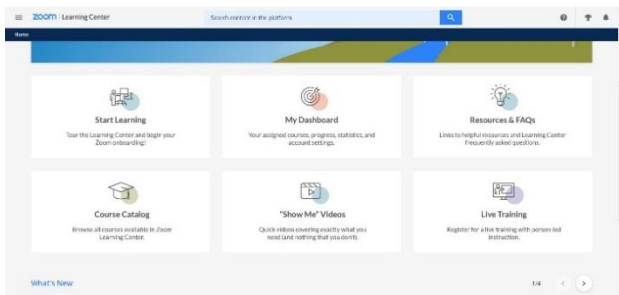 zoom | Learning Center
Search content in the platform
Home
Start Learning
Tour the Learning Center and begin your
Zoom onboarding!
My Dashboard
Your assigned courses, progress, statistics, and
account settings.
Resources & FAQs
Links to helpful resources and Learning Center
frequently asked questions.
Course Catalog
Browse all courses available in Zoom
Learning Center.
"Show Me" Videos
Quick videos covering exactly what you
need (and nothing that you don't).
Live Training
Register for a live training with person-led
instruction.
What's New
1/4